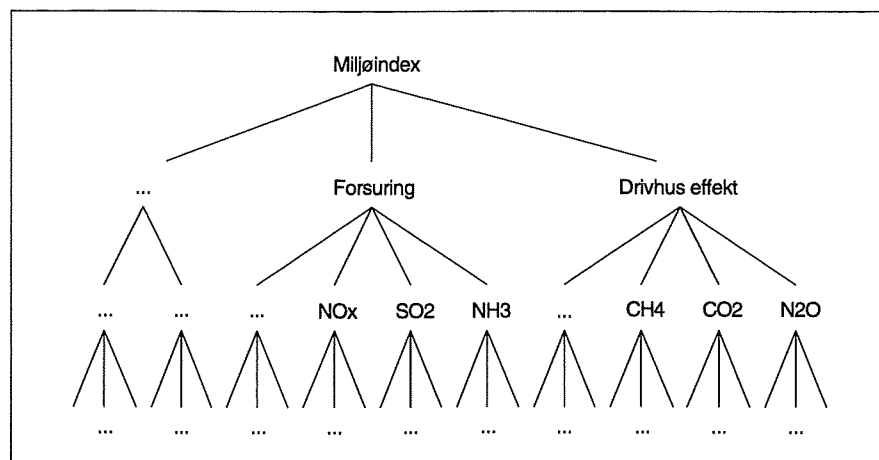 Miljøindex
... Forsuring Drivhus effekt
... ... ... NOx SO2 NH3 ... CH4 CO2 N2O
... ... ... ... ... ... ... ... ... ...